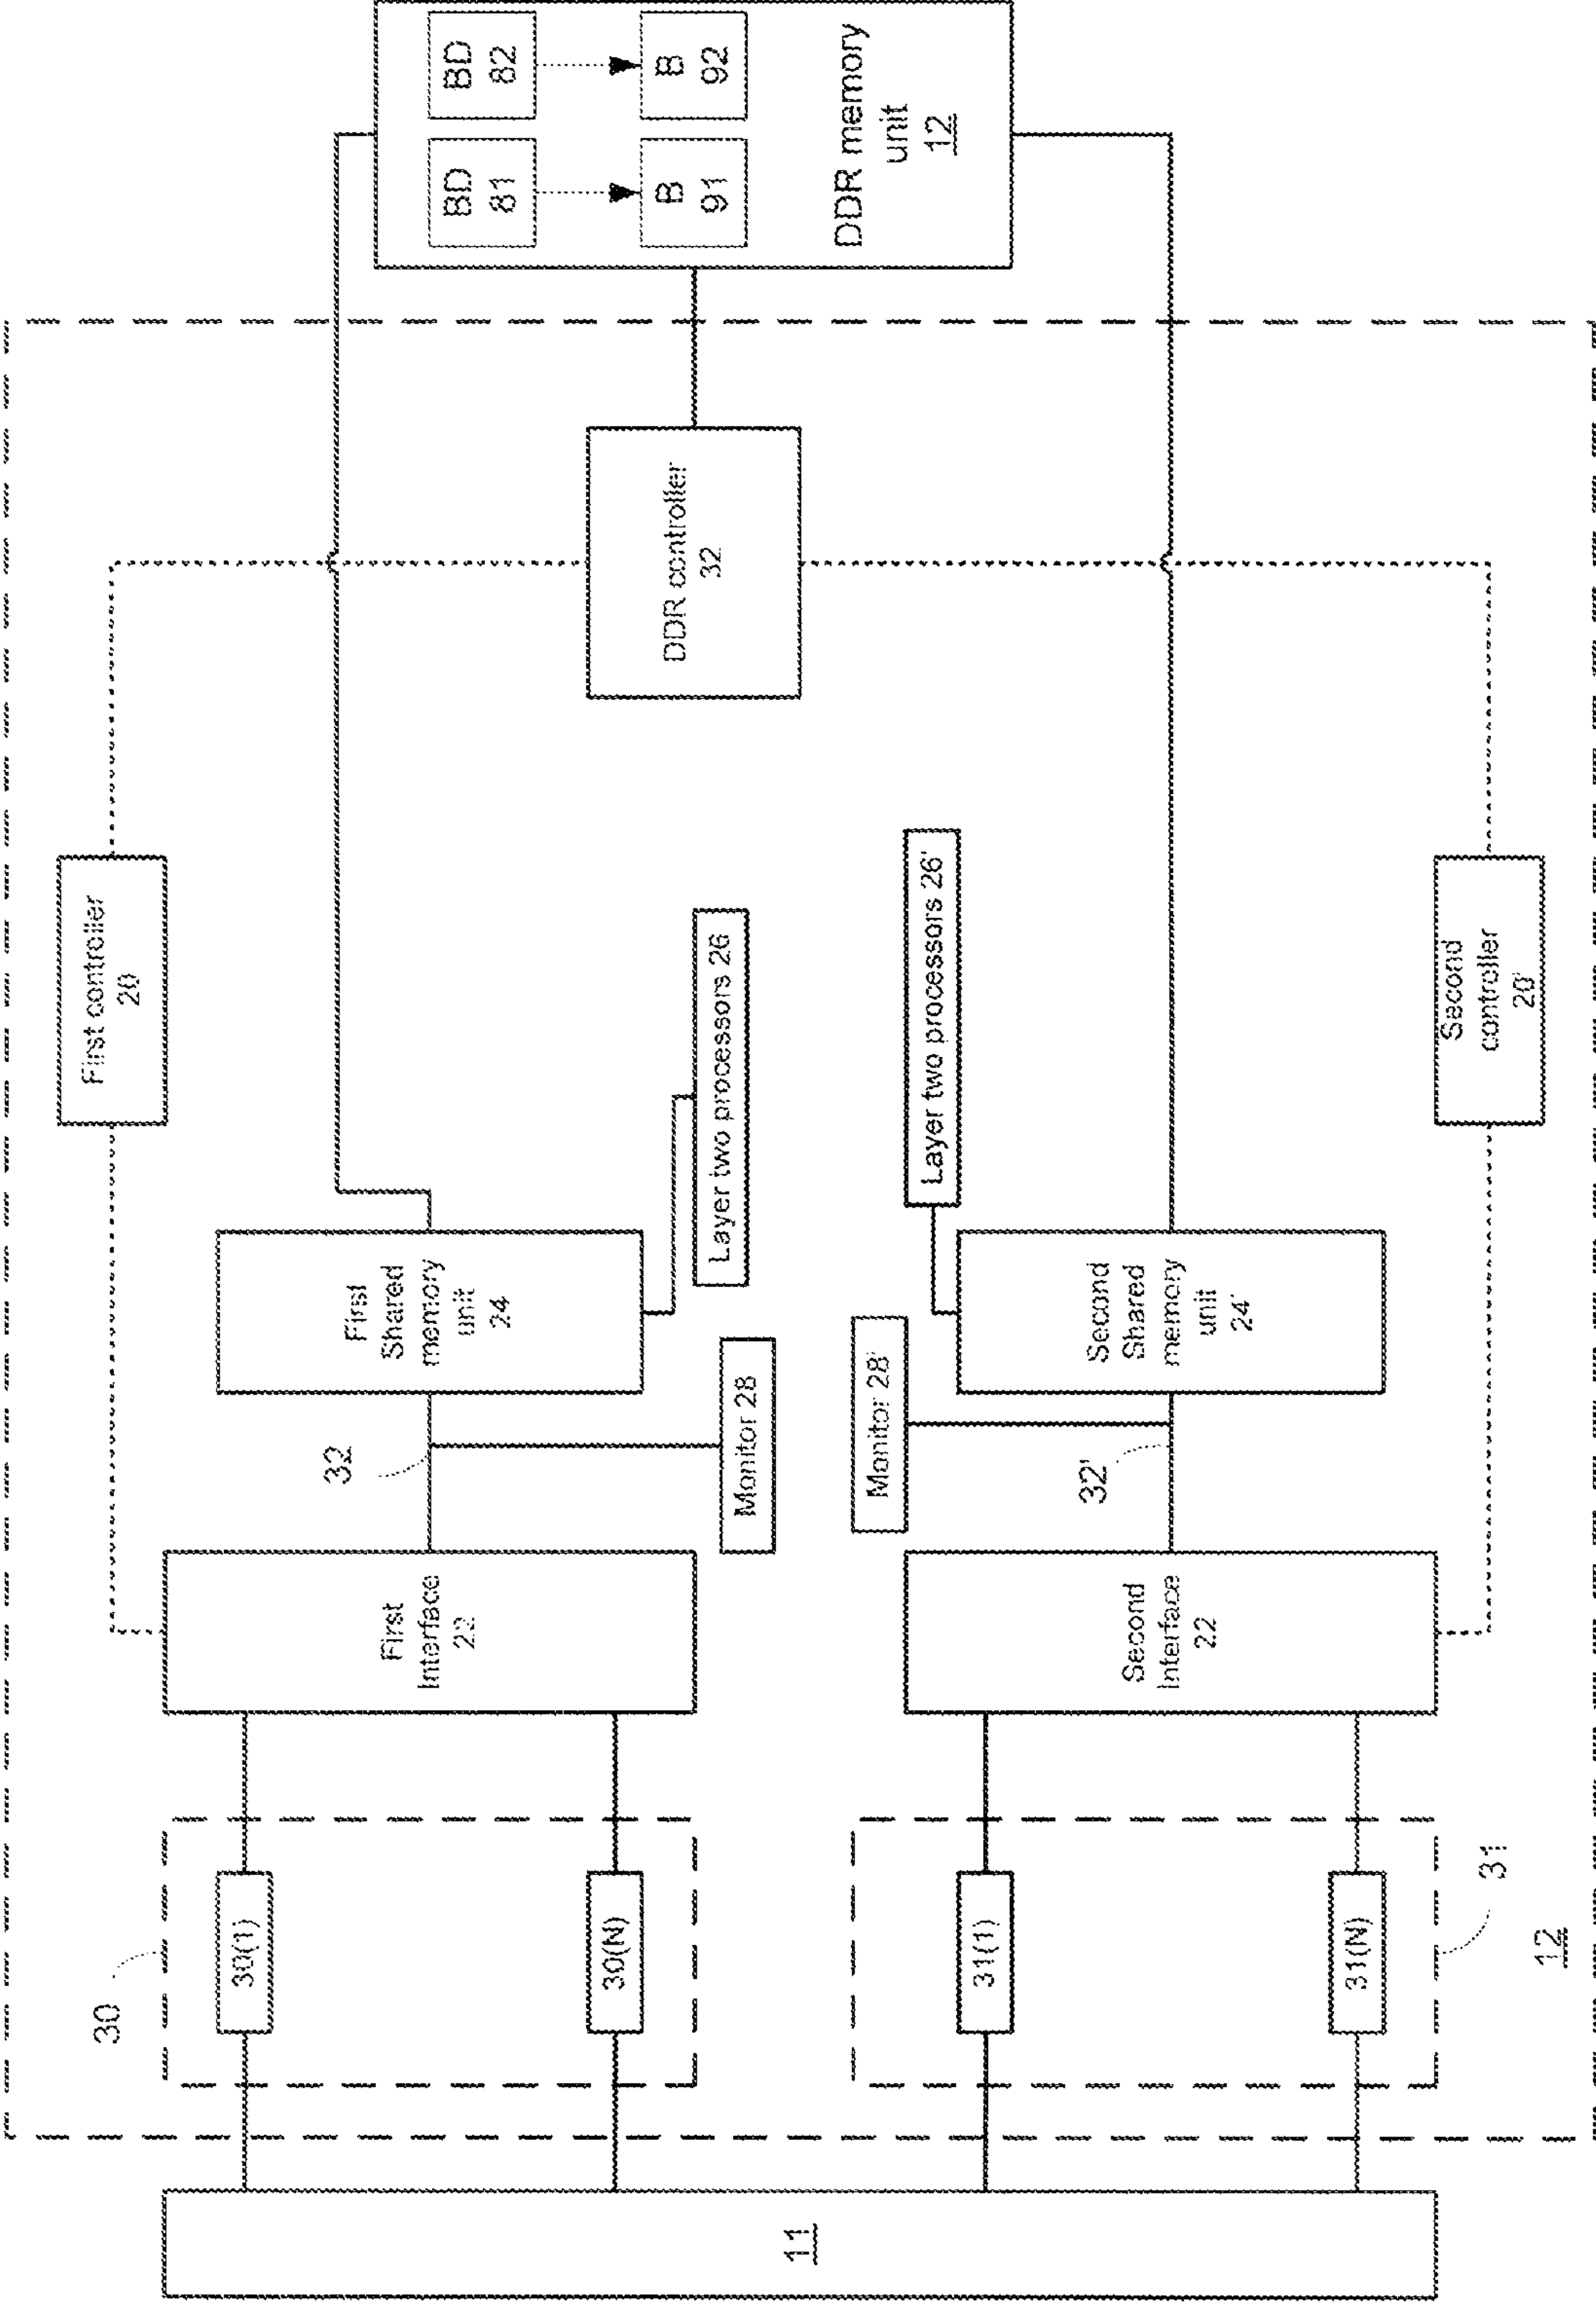 30
First controller
20
30(1)
First
Interface
22
32
First
Shared
memory
unit
24
BD
81
BD
82
30(N)
Monitor 28
Layer two processors 26
DDR controller
32
B
91
B
92
11
DDR memory
unit
12
Monitor 28'
Layer two processors 26'
31(1)
Second
Interface
22
32'
Second
Shared
memory
unit
24'
31(N)
Second
controller
20'
31
12